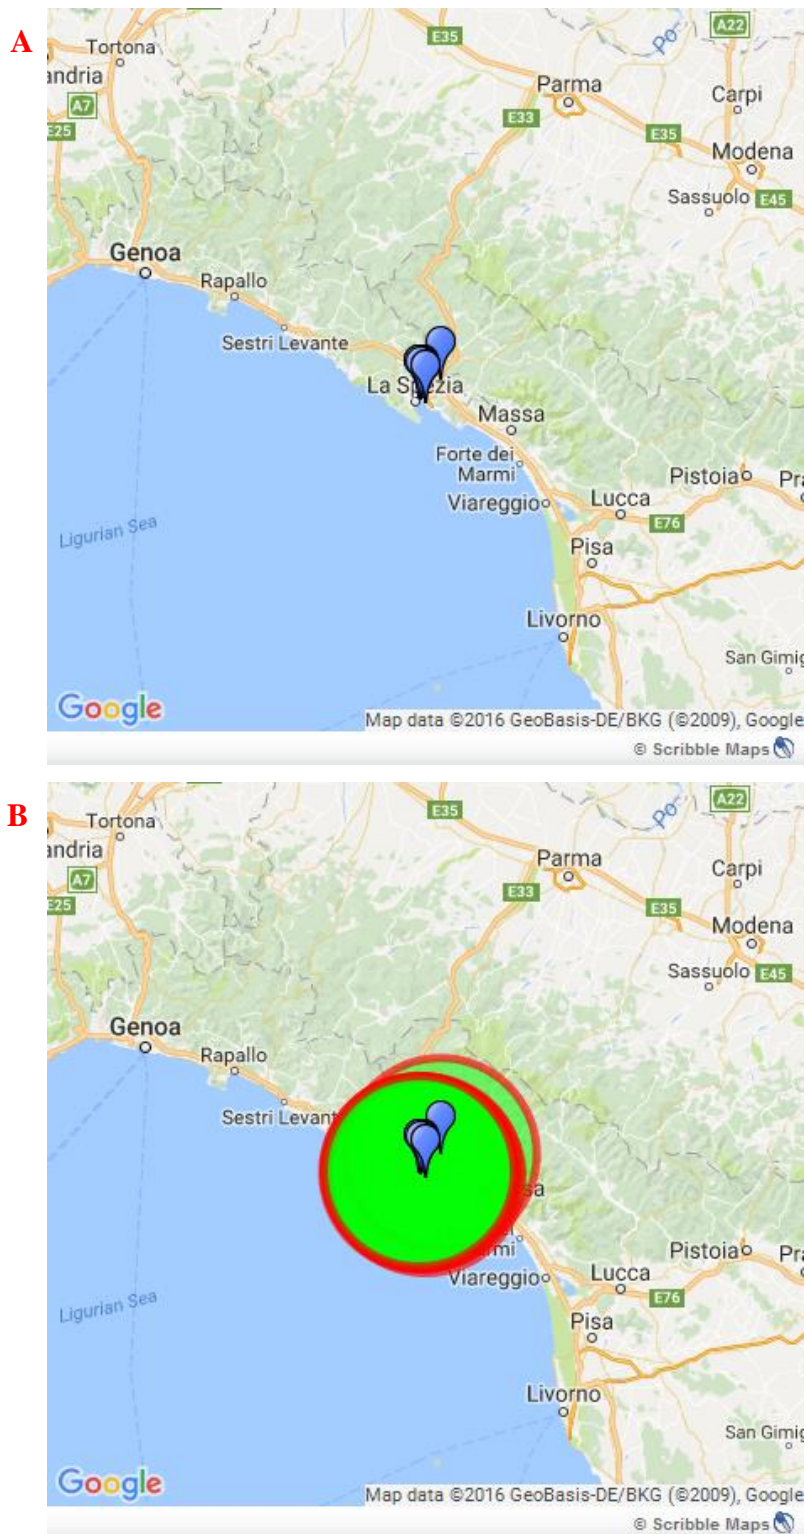 A
E35
Po
A22
Tortona
andria
Parma
Carpi
A7
E33
E25
E35
Modena
Sassuolo
E45
Genoa
Rapallo
Sestri Levante
La Spezia
Massa
Forte dei
Marmi
Pistoia
Pra
Viareggio
Lucca
E76
Ligurian Sea
Pisa
Livorno
San Gimig
Google
Map data ©2016 GeoBasis-DE/BKG (©2009), Google
© Scribble Maps
B
E35
Po
A22
Tortona
andria
Parma
Carpi
A7
E33
E25
E35
Modena
Sassuolo
E45
Genoa
Rapallo
Sestri Levant
sa
rmi
Pistoia
Pra
Viareggio
Lucca
E76
Ligurian Sea
Pisa
Livorno
San Gimig
Google
Map data ©2016 GeoBasis-DE/BKG (©2009), Google
© Scribble Maps